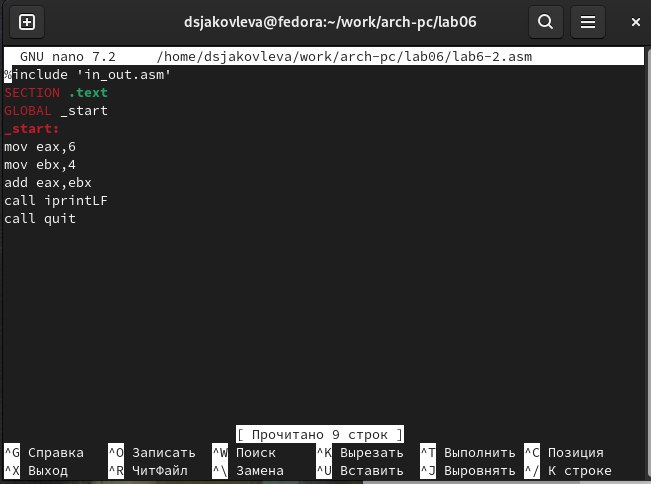 dsjakovleva@fedora:~/work/arch-pc/lab06
GNU nano 7.2 /home/dsjakovleva/work/arch-pc/lab06/lab6-2.asm
%include 'in_out.asm'
SECTION .text
GLOBAL _start
_start:
mov eax,6
mov ebx,4
add eax,ebx
call iprintLF
call quit
[ Прочитано 9 строк ]
^G Справка ^O Записать ^W Поиск ^K Вырезать ^T Выполнить ^C Позиция
^X Выход ^R ЧитФайл ^\ Замена ^U Вставить ^J Выровнять ^/ К строке